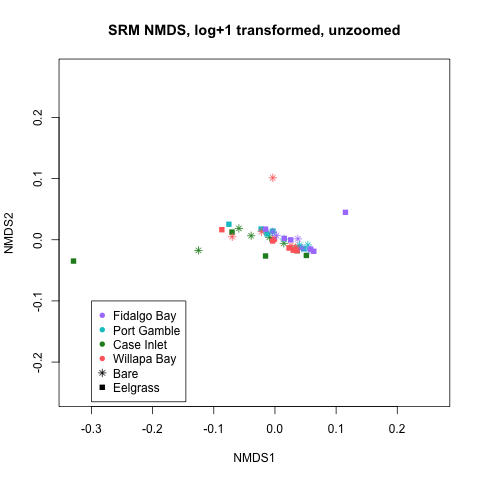 SRM NMDS, log+1 transformed, unzoomed
0.2
0.1
0.0
-0.1
-0.2
NMDS2
Fidalgo Bay
Port Gamble
Case Inlet
Willapa Bay
Bare
Eelgrass
-0.3 -0.2 -0.1 0.0 0.1 0.2
NMDS1